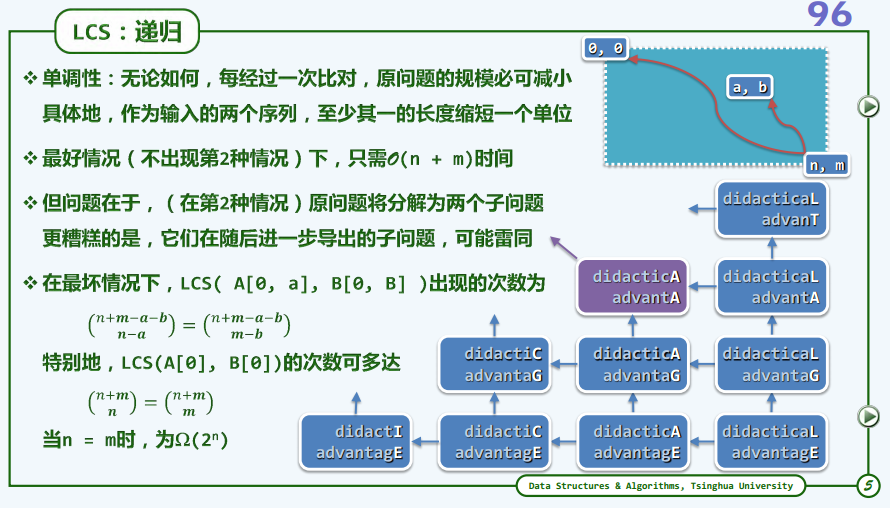 96
LCS：递归
❖ 单调性：无论如何，每经过一次比对，原问题的规模必可减小
具体地，作为输入的两个序列，至少其一的长度缩短一个单位
❖ 最好情况（不出现第2种情况）下，只需𝒪(n + m)时间
❖ 但问题在于，（在第2种情况）原问题将分解为两个子问题
更糟糕的是，它们在随后进一步导出的子问题，可能雷同
❖ 在最坏情况下，LCS( A[0, a], B[0, B] )出现的次数为
(n+m−a−b n−a) = (n+m−a−b m−b)
特别地，LCS(A[0], B[0])的次数可多达
(n+m n) = (n+m m)
当n = m时，为Ω(2ⁿ)
0, 0
a, b
n, m
didacticaL
advanT
didacticA
advantA
didacticaL
advantA
didactiC
advantaG
didacticA
advantaG
didacticaL
advantaG
didactI
advantagE
didactiC
advantagE
didacticA
advantagE
didacticaL
advantagE
Data Structures & Algorithms, Tsinghua University
5